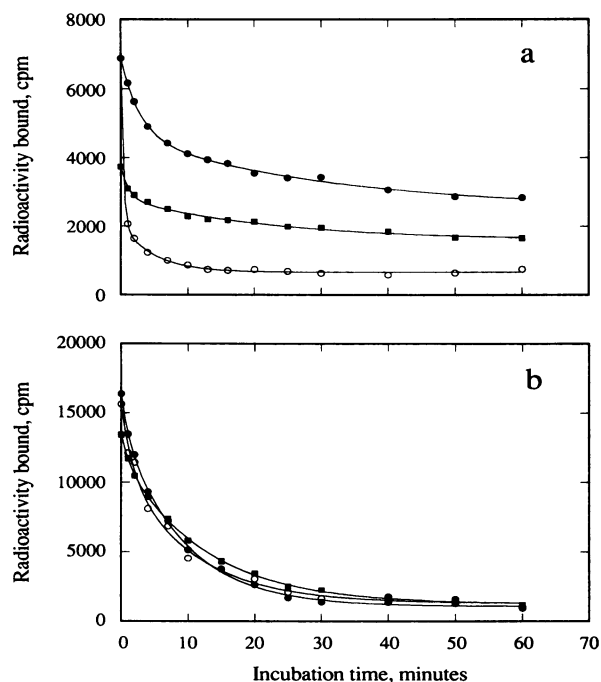 8000
a
6000
4000
2000
0
Radioactivity bound, cpm
20000
b
15000
10000
5000
0
Radioactivity bound, cpm
0 10 20 30 40 50 60 70
Incubation time, minutes